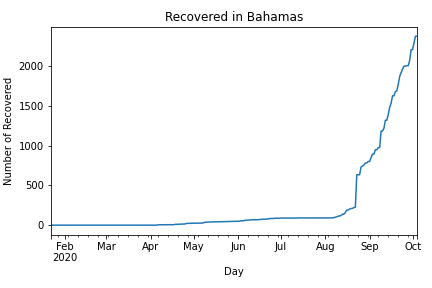 Recovered in Bahamas
Number of Recovered
2000
1500
1000
500
0
Feb Mar Apr May Jun Jul Aug Sep Oct
2020
Day